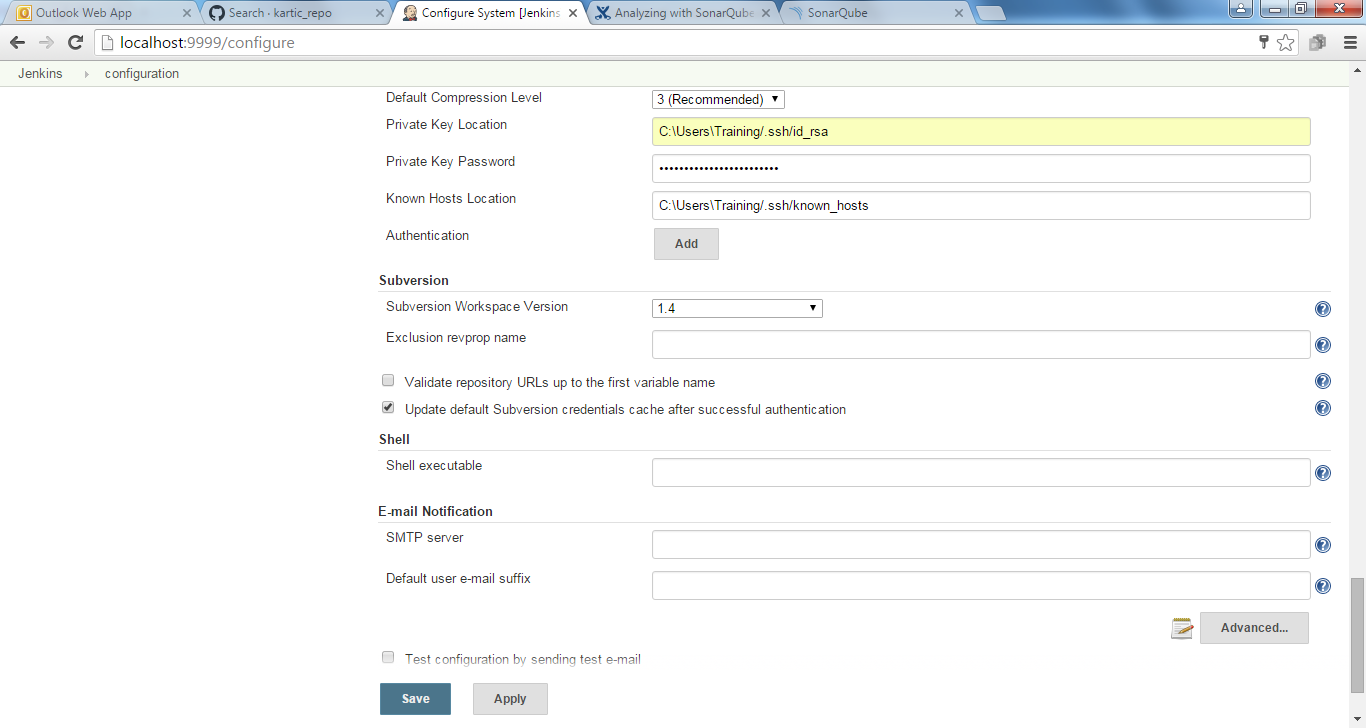 Outlook Web App
Search · kartic_repo
Configure System [Jenkins
Analyzing with SonarQube
SonarQube
localhost:9999/configure
Jenkins
configuration
Default Compression Level
3 (Recommended)
Private Key Location
C:\Users\Training/.ssh/id_rsa
Private Key Password
••••••••••••••••••••••••
Known Hosts Location
C:\Users\Training/.ssh/known_hosts
Authentication
Add
Subversion
Subversion Workspace Version
1.4
Exclusion revprop name
Validate repository URLs up to the first variable name
Update default Subversion credentials cache after successful authentication
Shell
Shell executable
E-mail Notification
SMTP server
Default user e-mail suffix
Advanced...
Test configuration by sending test e-mail
Save
Apply